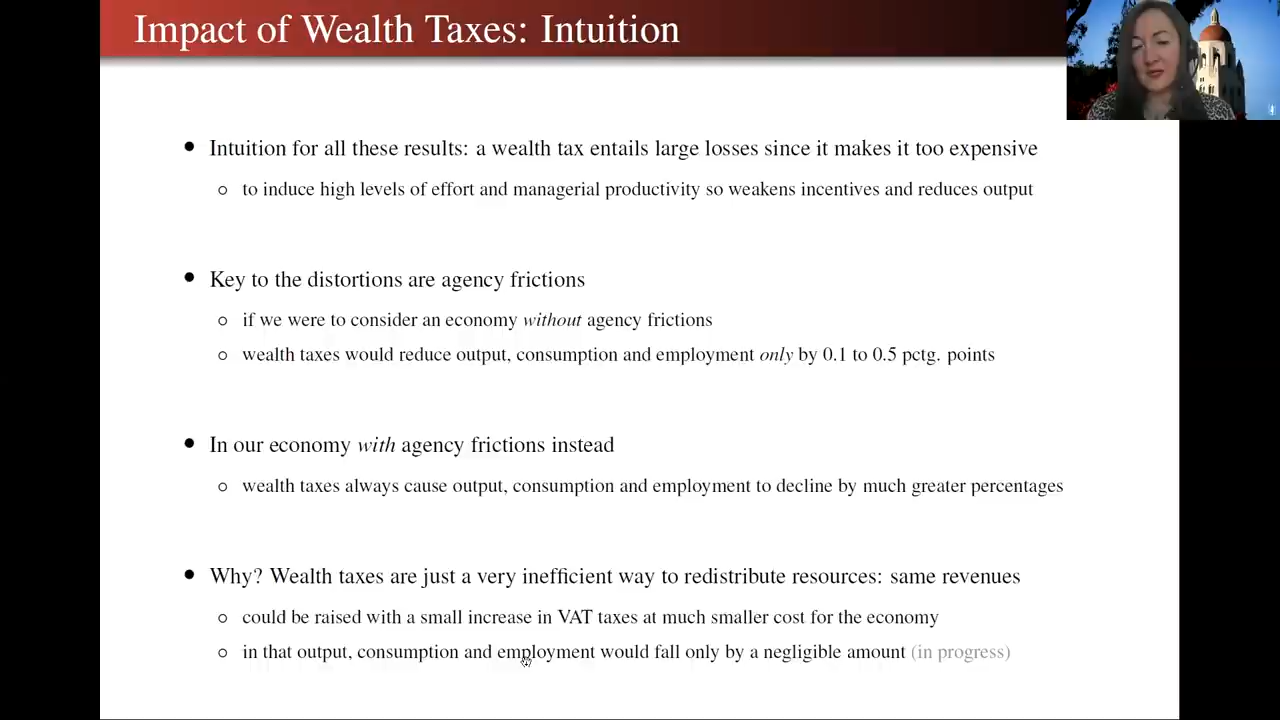 Impact of Wealth Taxes: Intuition
• Intuition for all these results: a wealth tax entails large losses since it makes it too expensive
◦ to induce high levels of effort and managerial productivity so weakens incentives and reduces output
• Key to the distortions are agency frictions
◦ if we were to consider an economy without agency frictions
◦ wealth taxes would reduce output, consumption and employment only by 0.1 to 0.5 pctg. points
• In our economy with agency frictions instead
◦ wealth taxes always cause output, consumption and employment to decline by much greater percentages
• Why? Wealth taxes are just a very inefficient way to redistribute resources: same revenues
◦ could be raised with a small increase in VAT taxes at much smaller cost for the economy
◦ in that output, consumption and employment would fall only by a negligible amount (in progress)